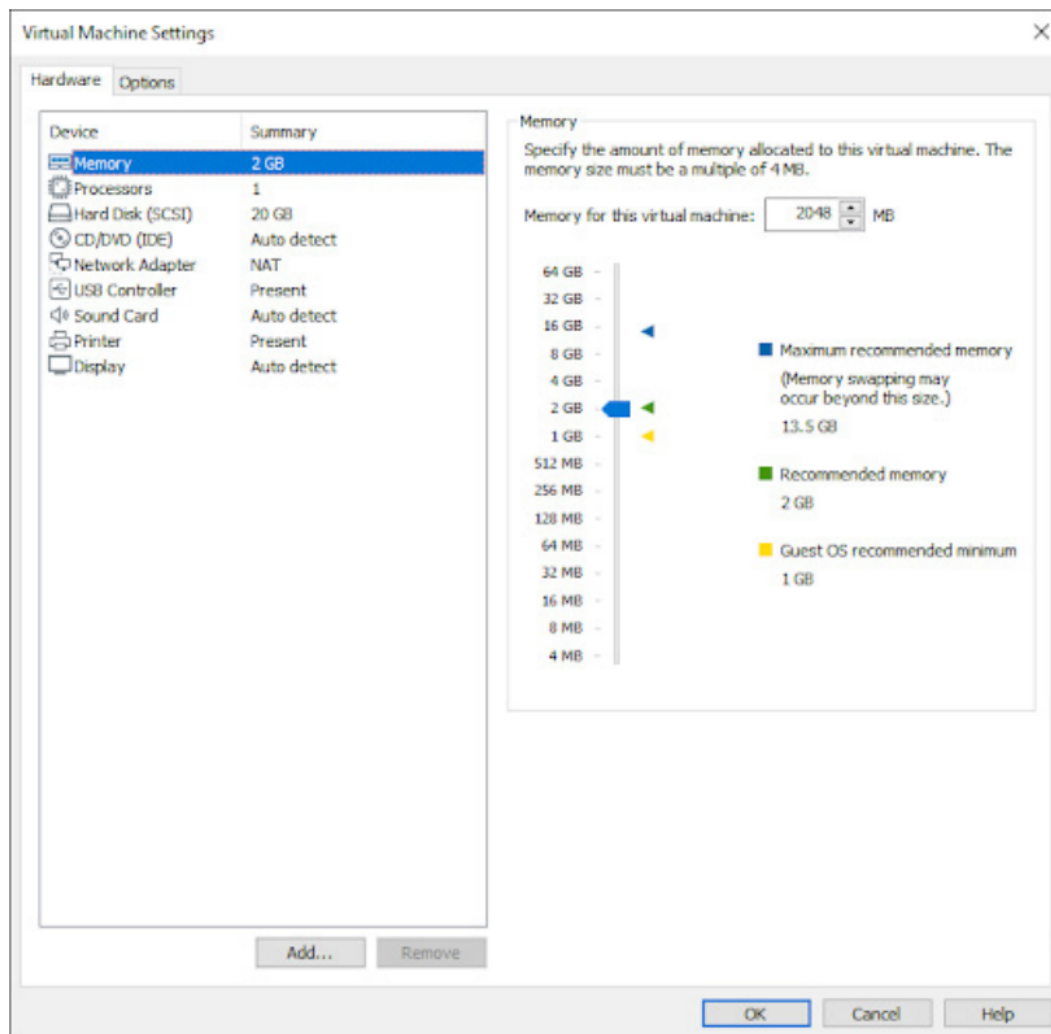 Virtual Machine Settings
Hardware
Options
Device Summary
Memory 2 GB
Processors 1
Hard Disk (SCSI) 20 GB
CD/DVD (IDE) Auto detect
Network Adapter NAT
USB Controller Present
Sound Card Auto detect
Printer Present
Display Auto detect
Add...
Remove
Memory
Specify the amount of memory allocated to this virtual machine. The
memory size must be a multiple of 4 MB.
Memory for this virtual machine: 2048 MB
64 GB
32 GB
16 GB
8 GB
4 GB
2 GB
1 GB
512 MB
256 MB
128 MB
64 MB
32 MB
16 MB
8 MB
4 MB
Maximum recommended memory
(Memory swapping may
occur beyond this size.)
13.5 GB
Recommended memory
2 GB
Guest OS recommended minimum
1 GB
OK
Cancel
Help